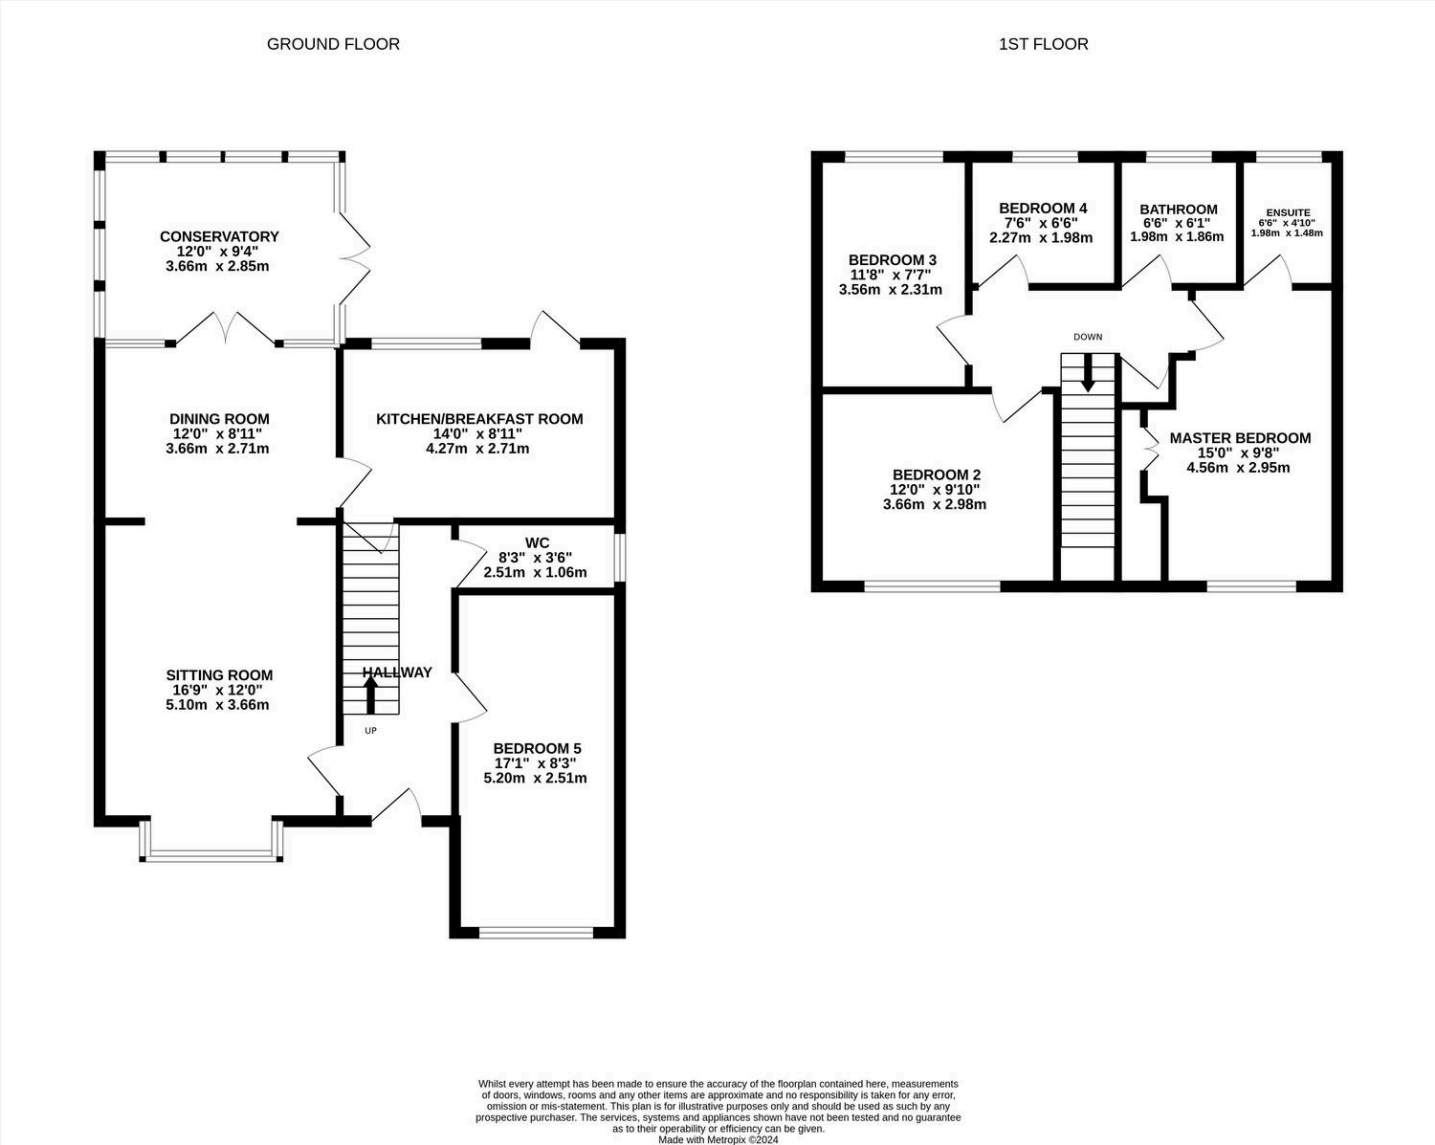 GROUND FLOOR
1ST FLOOR
CONSERVATORY
12'0" x 9'4"
3.66m x 2.85m
DINING ROOM
12'0" x 8'11"
3.66m x 2.71m
KITCHEN/BREAKFAST ROOM
14'0" x 8'11"
4.27m x 2.71m
WC
8'3" x 3'6"
2.51m x 1.06m
SITTING ROOM
16'9" x 12'0"
5.10m x 3.66m
HALLWAY
UP
BEDROOM 5
17'1" x 8'3"
5.20m x 2.51m
BEDROOM 3
11'8" x 7'7"
3.56m x 2.31m
BEDROOM 4
7'6" x 6'6"
2.27m x 1.98m
BATHROOM
6'6" x 6'1"
1.98m x 1.86m
ENSUITE
6'6" x 4'10"
1.98m x 1.48m
DOWN
BEDROOM 2
12'0" x 9'10"
3.66m x 2.98m
MASTER BEDROOM
15'0" x 9'8"
4.56m x 2.95m
Whilst every attempt has been made to ensure the accuracy of the floorplan contained here, measurements
of doors, windows, rooms and any other items are approximate and no responsibility is taken for any error,
omission or mis-statement. This plan is for illustrative purposes only and should be used as such by any
prospective purchaser. The services, systems and appliances shown have not been tested and no guarantee
as to their operability or efficiency can be given.
Made with Metropix ©2024